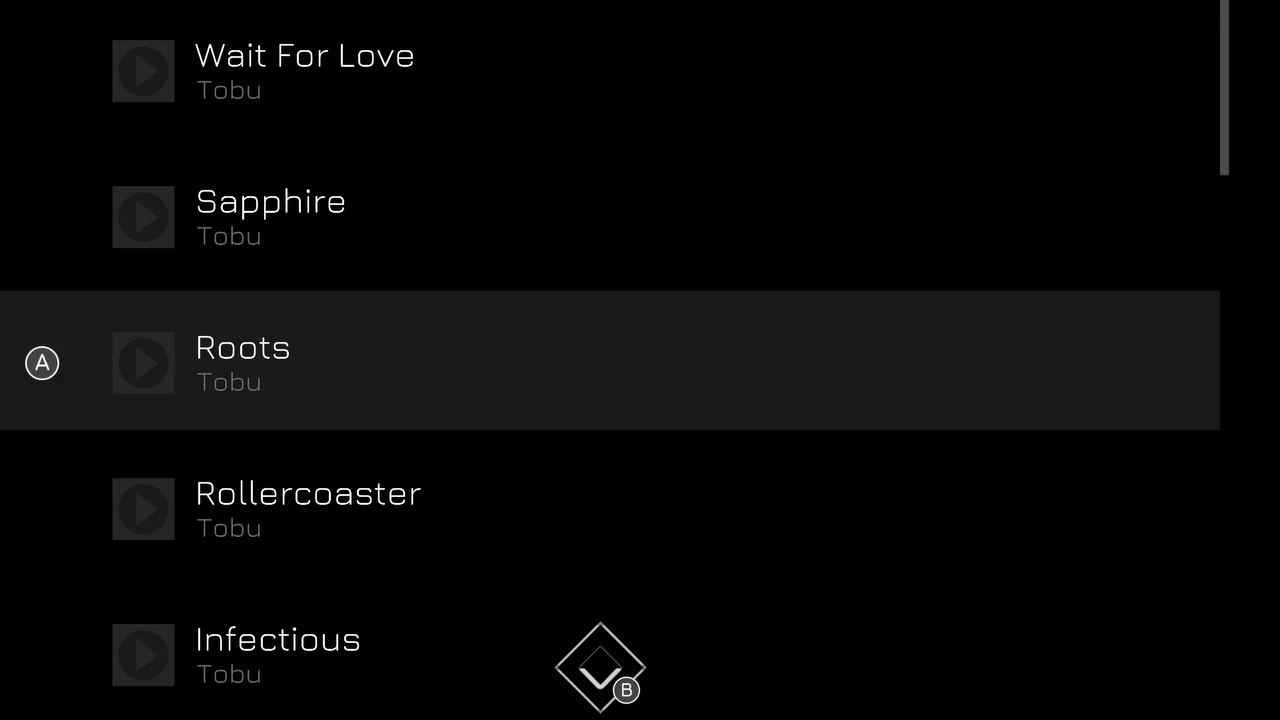 Wait For Love
Tobu
Sapphire
Tobu
A
Roots
Tobu
Rollercoaster
Tobu
Infectious
Tobu
B